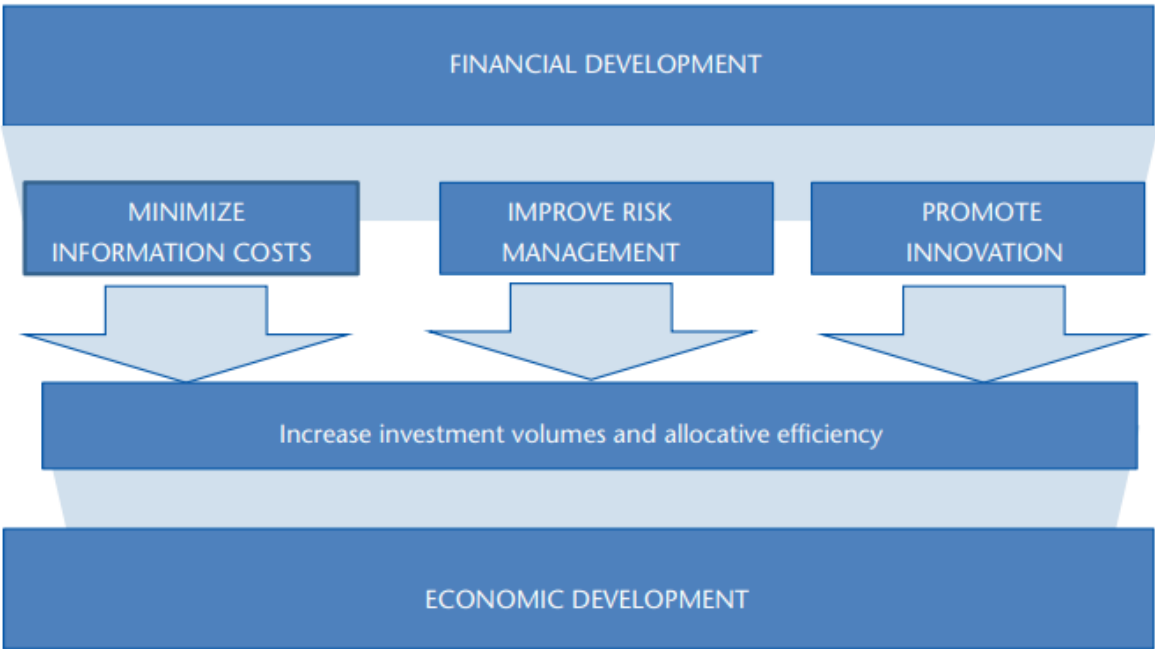 FINANCIAL DEVELOPMENT
MINIMIZE
INFORMATION COSTS
IMPROVE RISK
MANAGEMENT
PROMOTE
INNOVATION
Increase investment volumes and allocative efficiency
ECONOMIC DEVELOPMENT